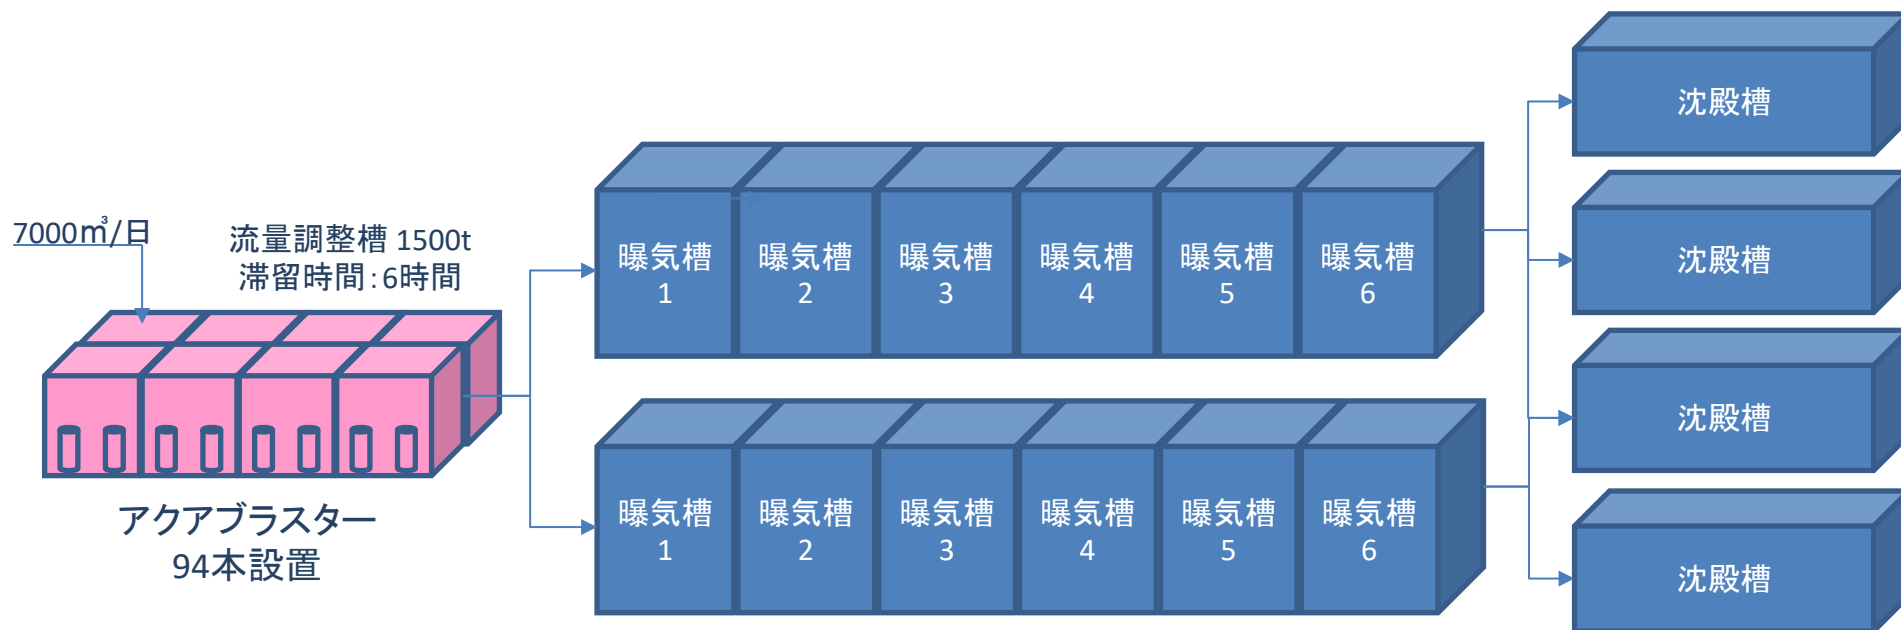 7000㎥/日
流量調整槽 1500t
滞留時間:6時間
アクアブラスター
94本設置
曝気槽
1
曝気槽
2
曝気槽
3
曝気槽
4
曝気槽
5
曝気槽
6
曝気槽
1
曝気槽
2
曝気槽
3
曝気槽
4
曝気槽
5
曝気槽
6
沈殿槽
沈殿槽
沈殿槽
沈殿槽